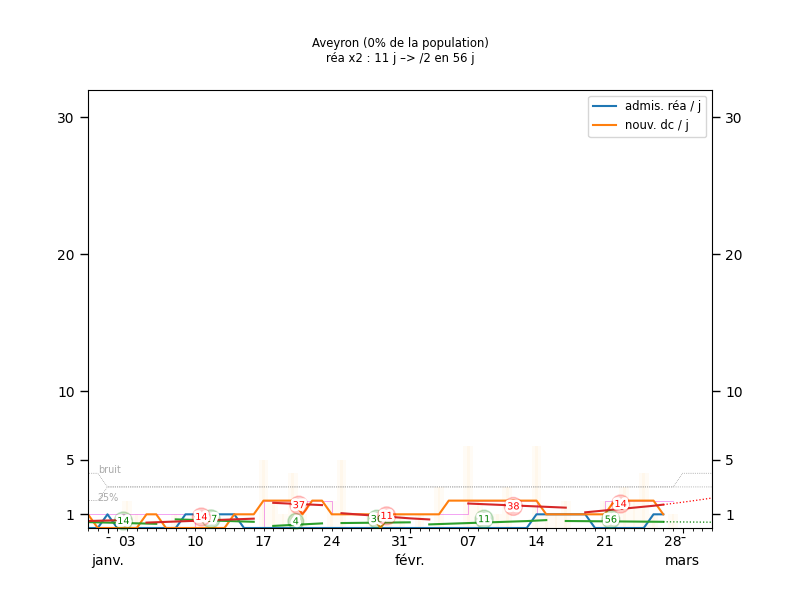 Aveyron (0% de la population)
réa x2 : 11 j –> /2 en 56 j
admis. réa / j
nouv. dc / j
30 30
20 20
10 10
5 5
1 1
bruit
25%
14 14 7 37 4 11 11 38 56 14
03 10 17 24 31 07 14 21 28
janv. févr. mars